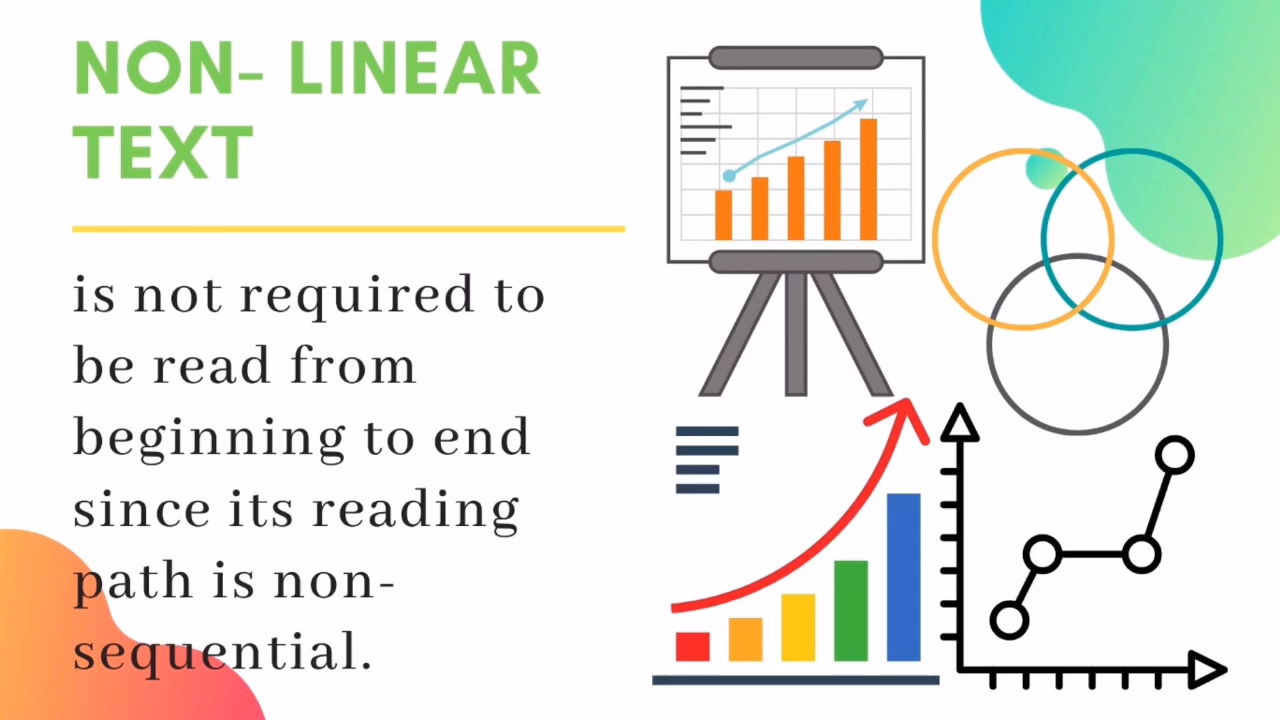 NON- LINEAR
TEXT
is not required to
be read from
beginning to end
since its reading
path is non-
sequential.